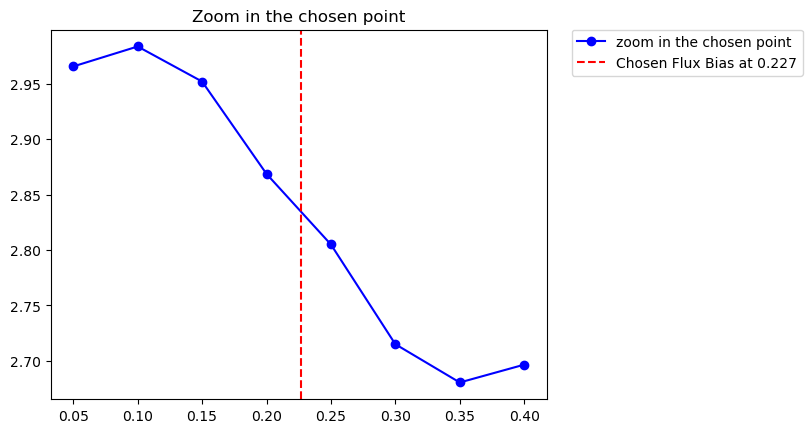 Zoom in the chosen point
zoom in the chosen point
Chosen Flux Bias at 0.227
2.95
2.90
2.85
2.80
2.75
2.70
0.05 0.10 0.15 0.20 0.25 0.30 0.35 0.40